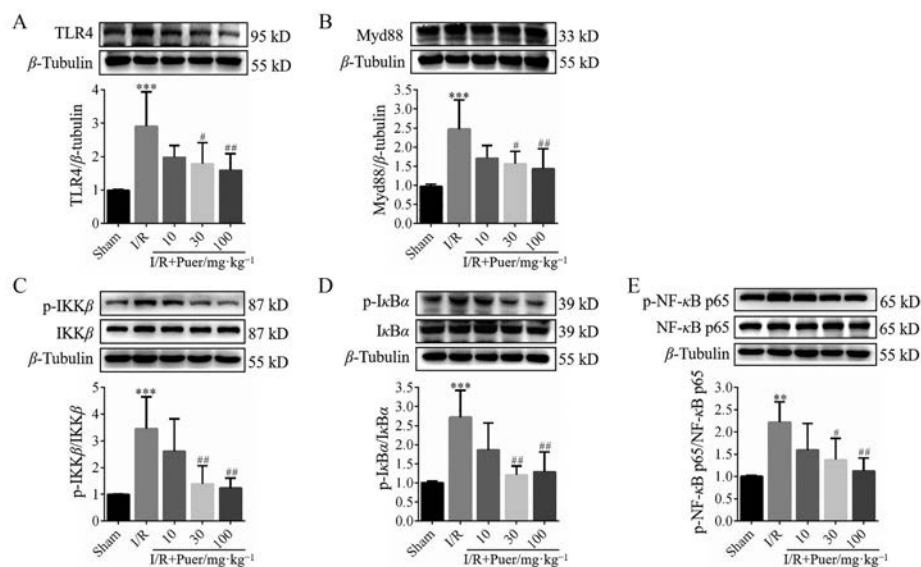 A
TLR4
95 kD
β-Tubulin
55 kD
TLR4/β-tubulin
4
3
2
1
0
***
#
##
Sham
I/R
10
30
100
I/R+Puer/mg·kg⁻¹
B
Myd88
33 kD
β-Tubulin
55 kD
Myd88/β-tubulin
3.5
3.0
2.5
2.0
1.5
1.0
0.5
0.0
***
#
##
Sham
I/R
10
30
100
I/R+Puer/mg·kg⁻¹
C
p-IKKβ
87 kD
IKKβ
87 kD
β-Tubulin
55 kD
p-IKKβ/IKKβ
5
4
3
2
1
0
***
##
##
Sham
I/R
10
30
100
I/R+Puer/mg·kg⁻¹
D
p-IκBα
39 kD
IκBα
39 kD
β-Tubulin
55 kD
p-IκBα/IκBα
3.5
3.0
2.5
2.0
1.5
1.0
0.5
0.0
***
##
##
Sham
I/R
10
30
100
I/R+Puer/mg·kg⁻¹
E
p-NF-κB p65
65 kD
NF-κB p65
65 kD
β-Tubulin
55 kD
p-NF-κB p65/NF-κB p65
3.0
2.5
2.0
1.5
1.0
0.5
0.0
**
#
##
Sham
I/R
10
30
100
I/R+Puer/mg·kg⁻¹